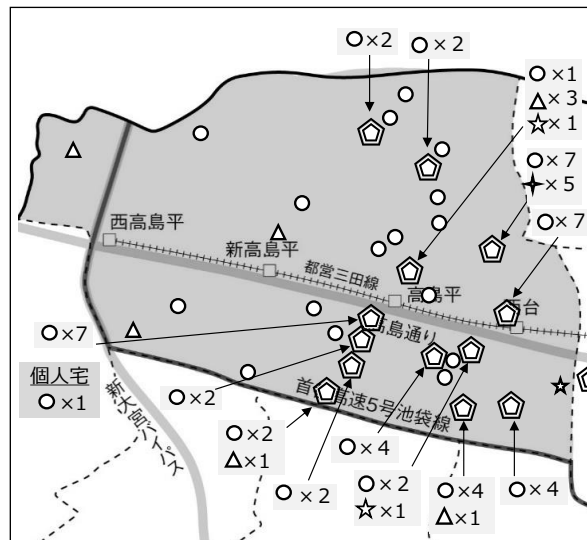 ○×2
○×2
○×1
△×3
☆×1
○×7
✦×5
○×7
西高島平
新高島平
都営三田線
高島平
西台
高島通り
○×7
個人宅
○×1
○×2
新大宮バイパス
首都高速5号池袋線
○×2
△×1
○×2
○×4
○×2
☆×1
○×4
△×1
○×4